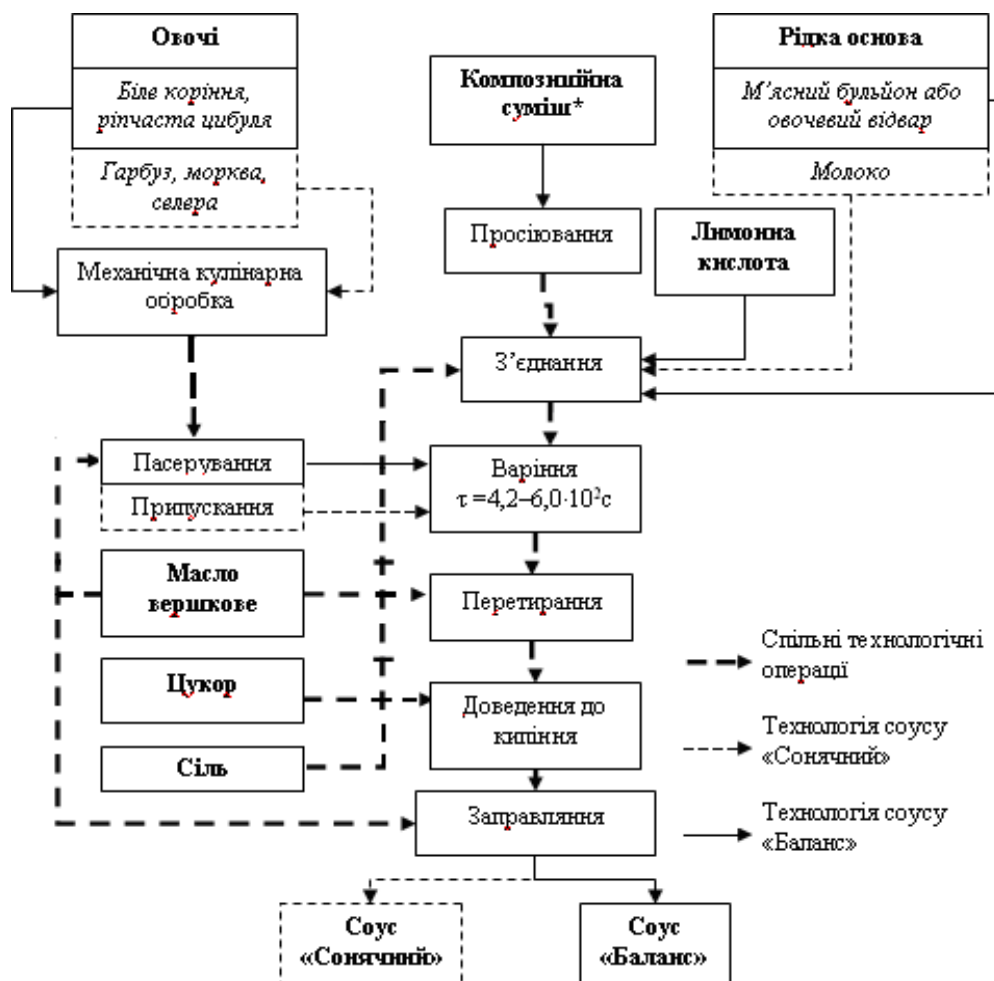 Овочі
Біле коріння,
ріпчаста цибуля
Гарбуз, морква,
селера
Композиційна
суміш*
Рідка основа
М’ясний бульйон або
овочевий відвар
Молоко
Просіювання
Лимонна
кислота
Механічна кулінарна
обробка
З’єднання
Пасерування
Припускання
Варіння
τ =4,2–6,0·10²с
Масло
вершкове
Перетирання
Цукор
Доведення до
кипіння
Сіль
Заправляння
Спільні технологічні
операції
Технологія соусу
«Сонячний»
Технологія соусу
«Баланс»
Соус
«Сонячний»
Соус
«Баланс»